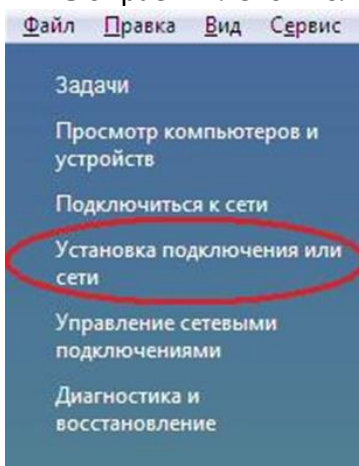 Файл Правка Вид Сервис
Задачи
Просмотр компьютеров и
устройств
Подключиться к сети
Установка подключения или
сети
Управление сетевыми
подключениями
Диагностика и
восстановление